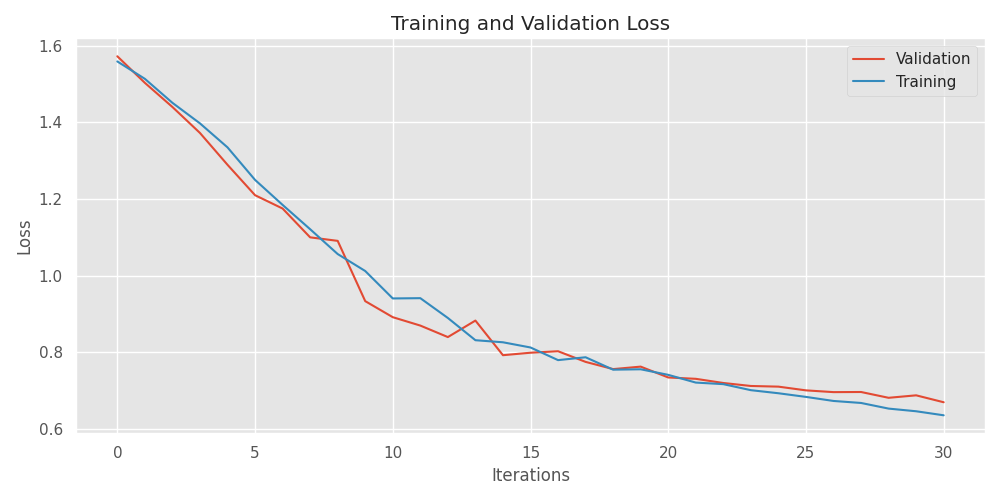 Training and Validation Loss
1.6
1.4
1.2
1.0
0.8
0.6
Loss
Validation
Training
0 5 10 15 20 25 30
Iterations